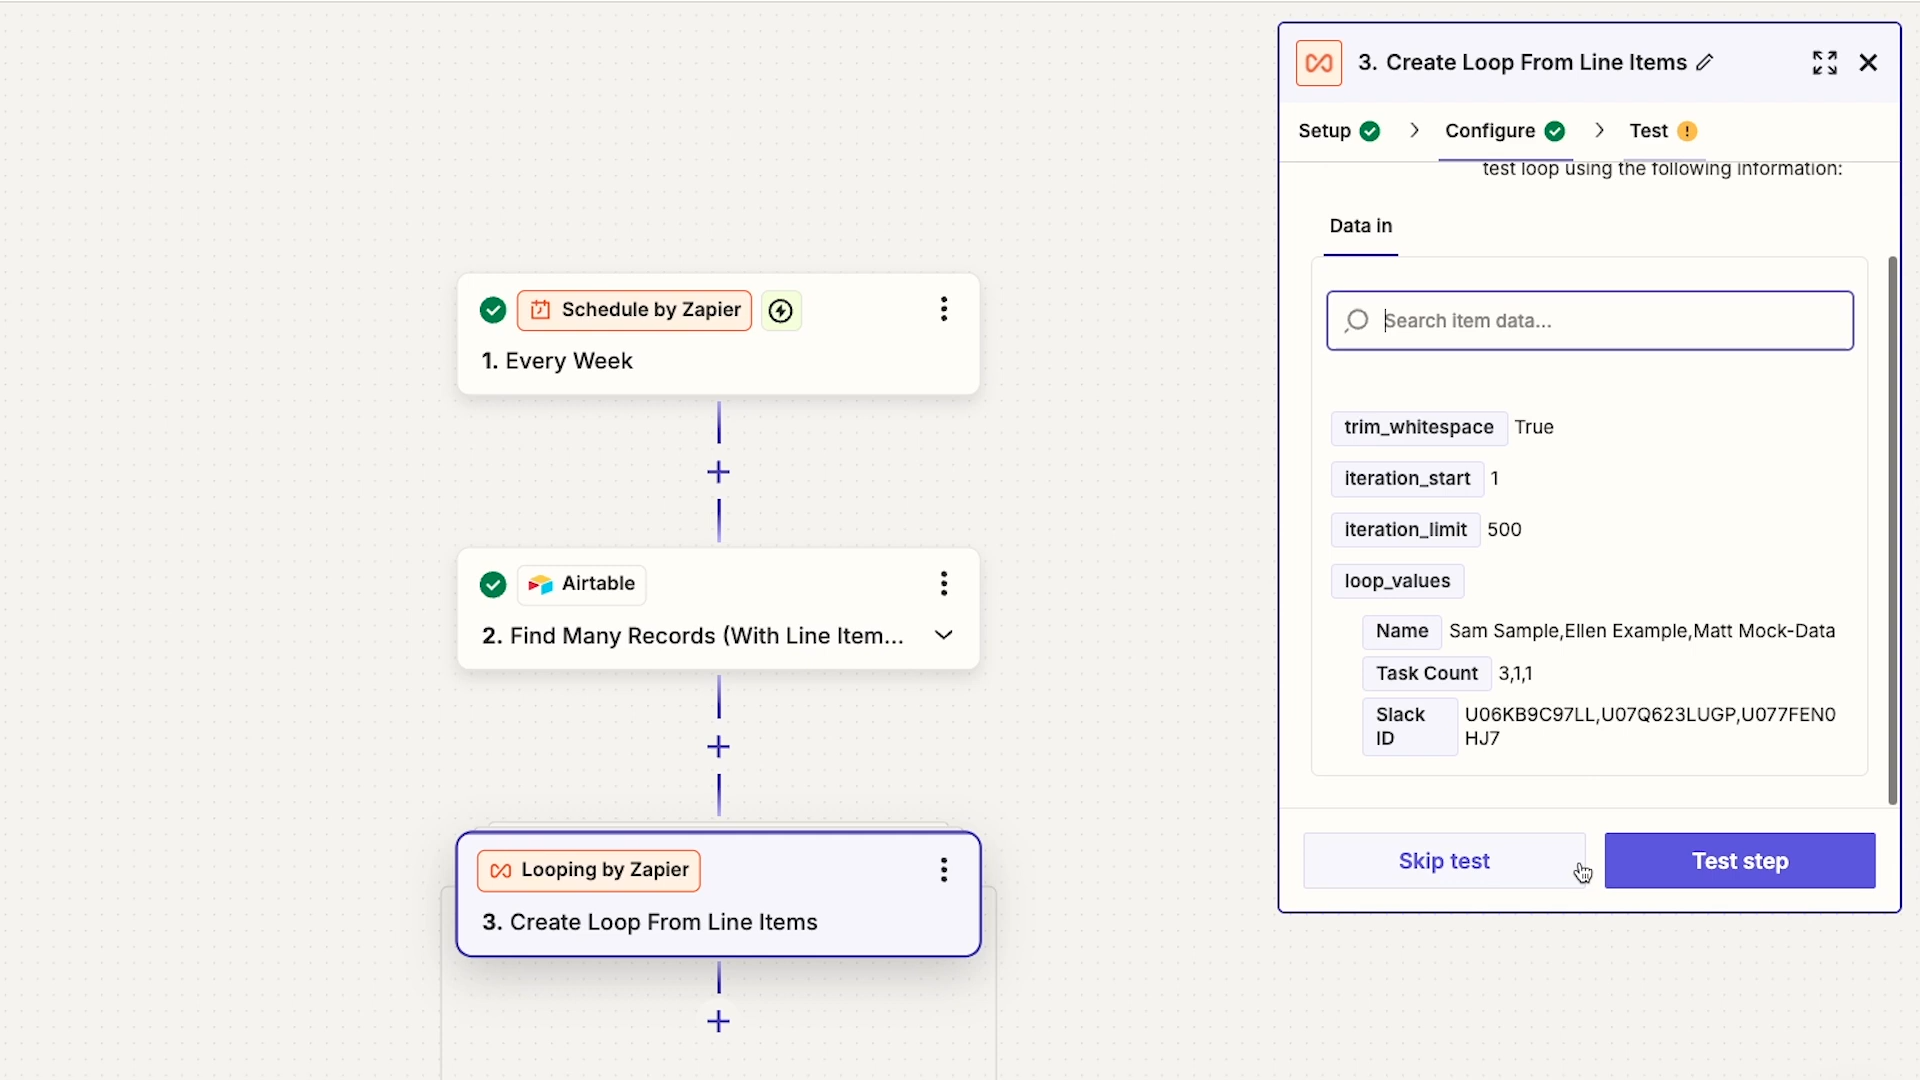 Schedule by Zapier
1. Every Week
Airtable
2. Find Many Records (With Line Item...
Looping by Zapier
3. Create Loop From Line Items
3. Create Loop From Line Items
Setup
Configure
Test
test loop using the following information:
Data in
Search item data...
trim_whitespace True
iteration_start 1
iteration_limit 500
loop_values
Name Sam Sample,Ellen Example,Matt Mock-Data
Task Count 3,1,1
Slack ID U06KB9C97LL,U07Q623LUGP,U077FEN0
HJ7
Skip test
Test step